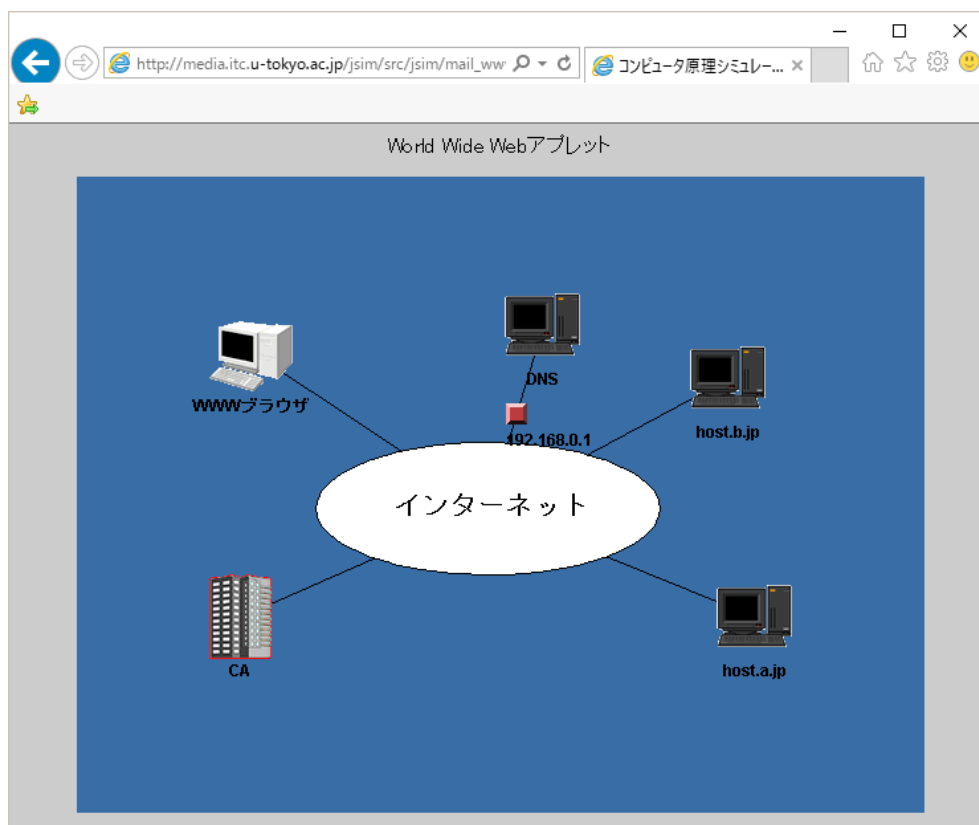 http://media.itc.u-tokyo.ac.jp/jsim/src/jsim/mail_ww
コンピュータ原理シミュレー...
World Wide Webアプレット
DNS
WWWブラウザ
192.168.0.1
host.b.jp
インターネット
CA
host.a.jp